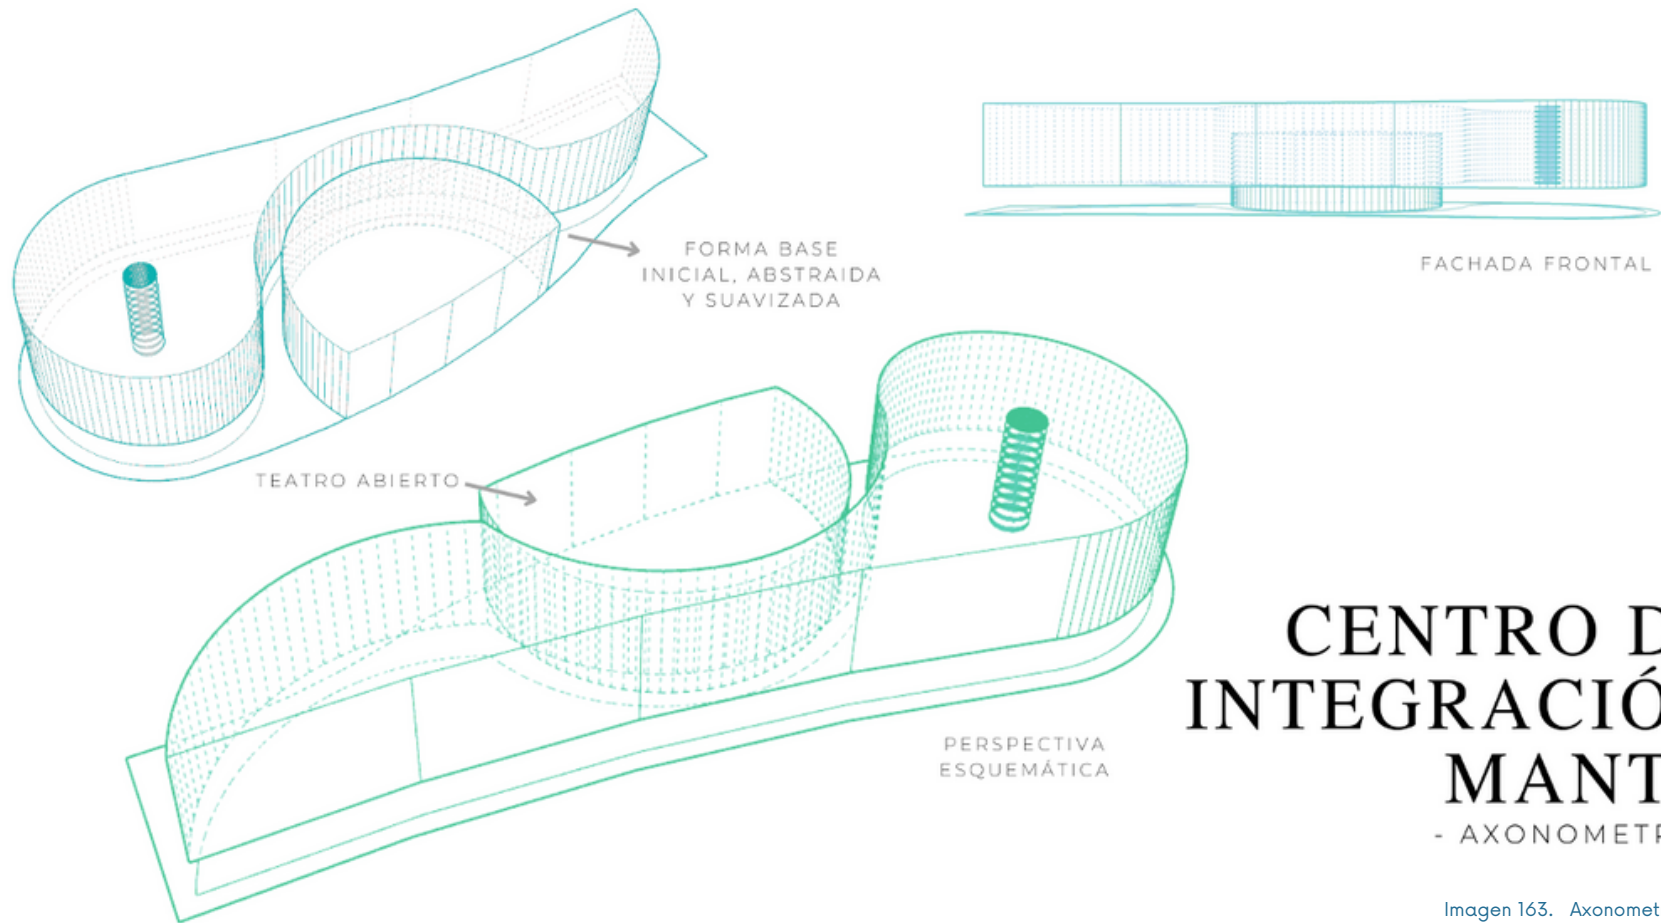 FORMA BASE
INICIAL, ABSTRAIDA
Y SUAVIZADA
FACHADA FRONTAL
TEATRO ABIERTO
PERSPECTIVA
ESQUEMÁTICA
CENTRO D
INTEGRACIÓ
MANT
- AXONOMETR
Imagen 163. Axonomet